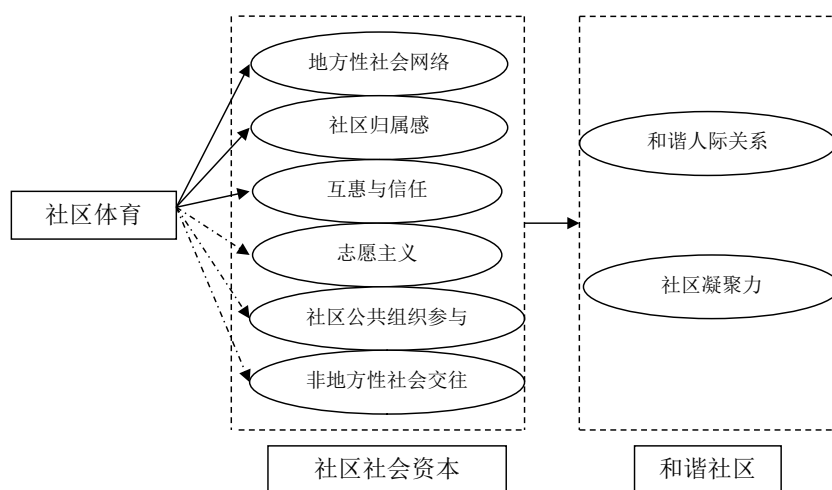 地方性社会网络
社区归属感
互惠与信任
志愿主义
社区公共组织参与
非地方性社会交往
社区体育
和谐人际关系
社区凝聚力
社区社会资本
和谐社区